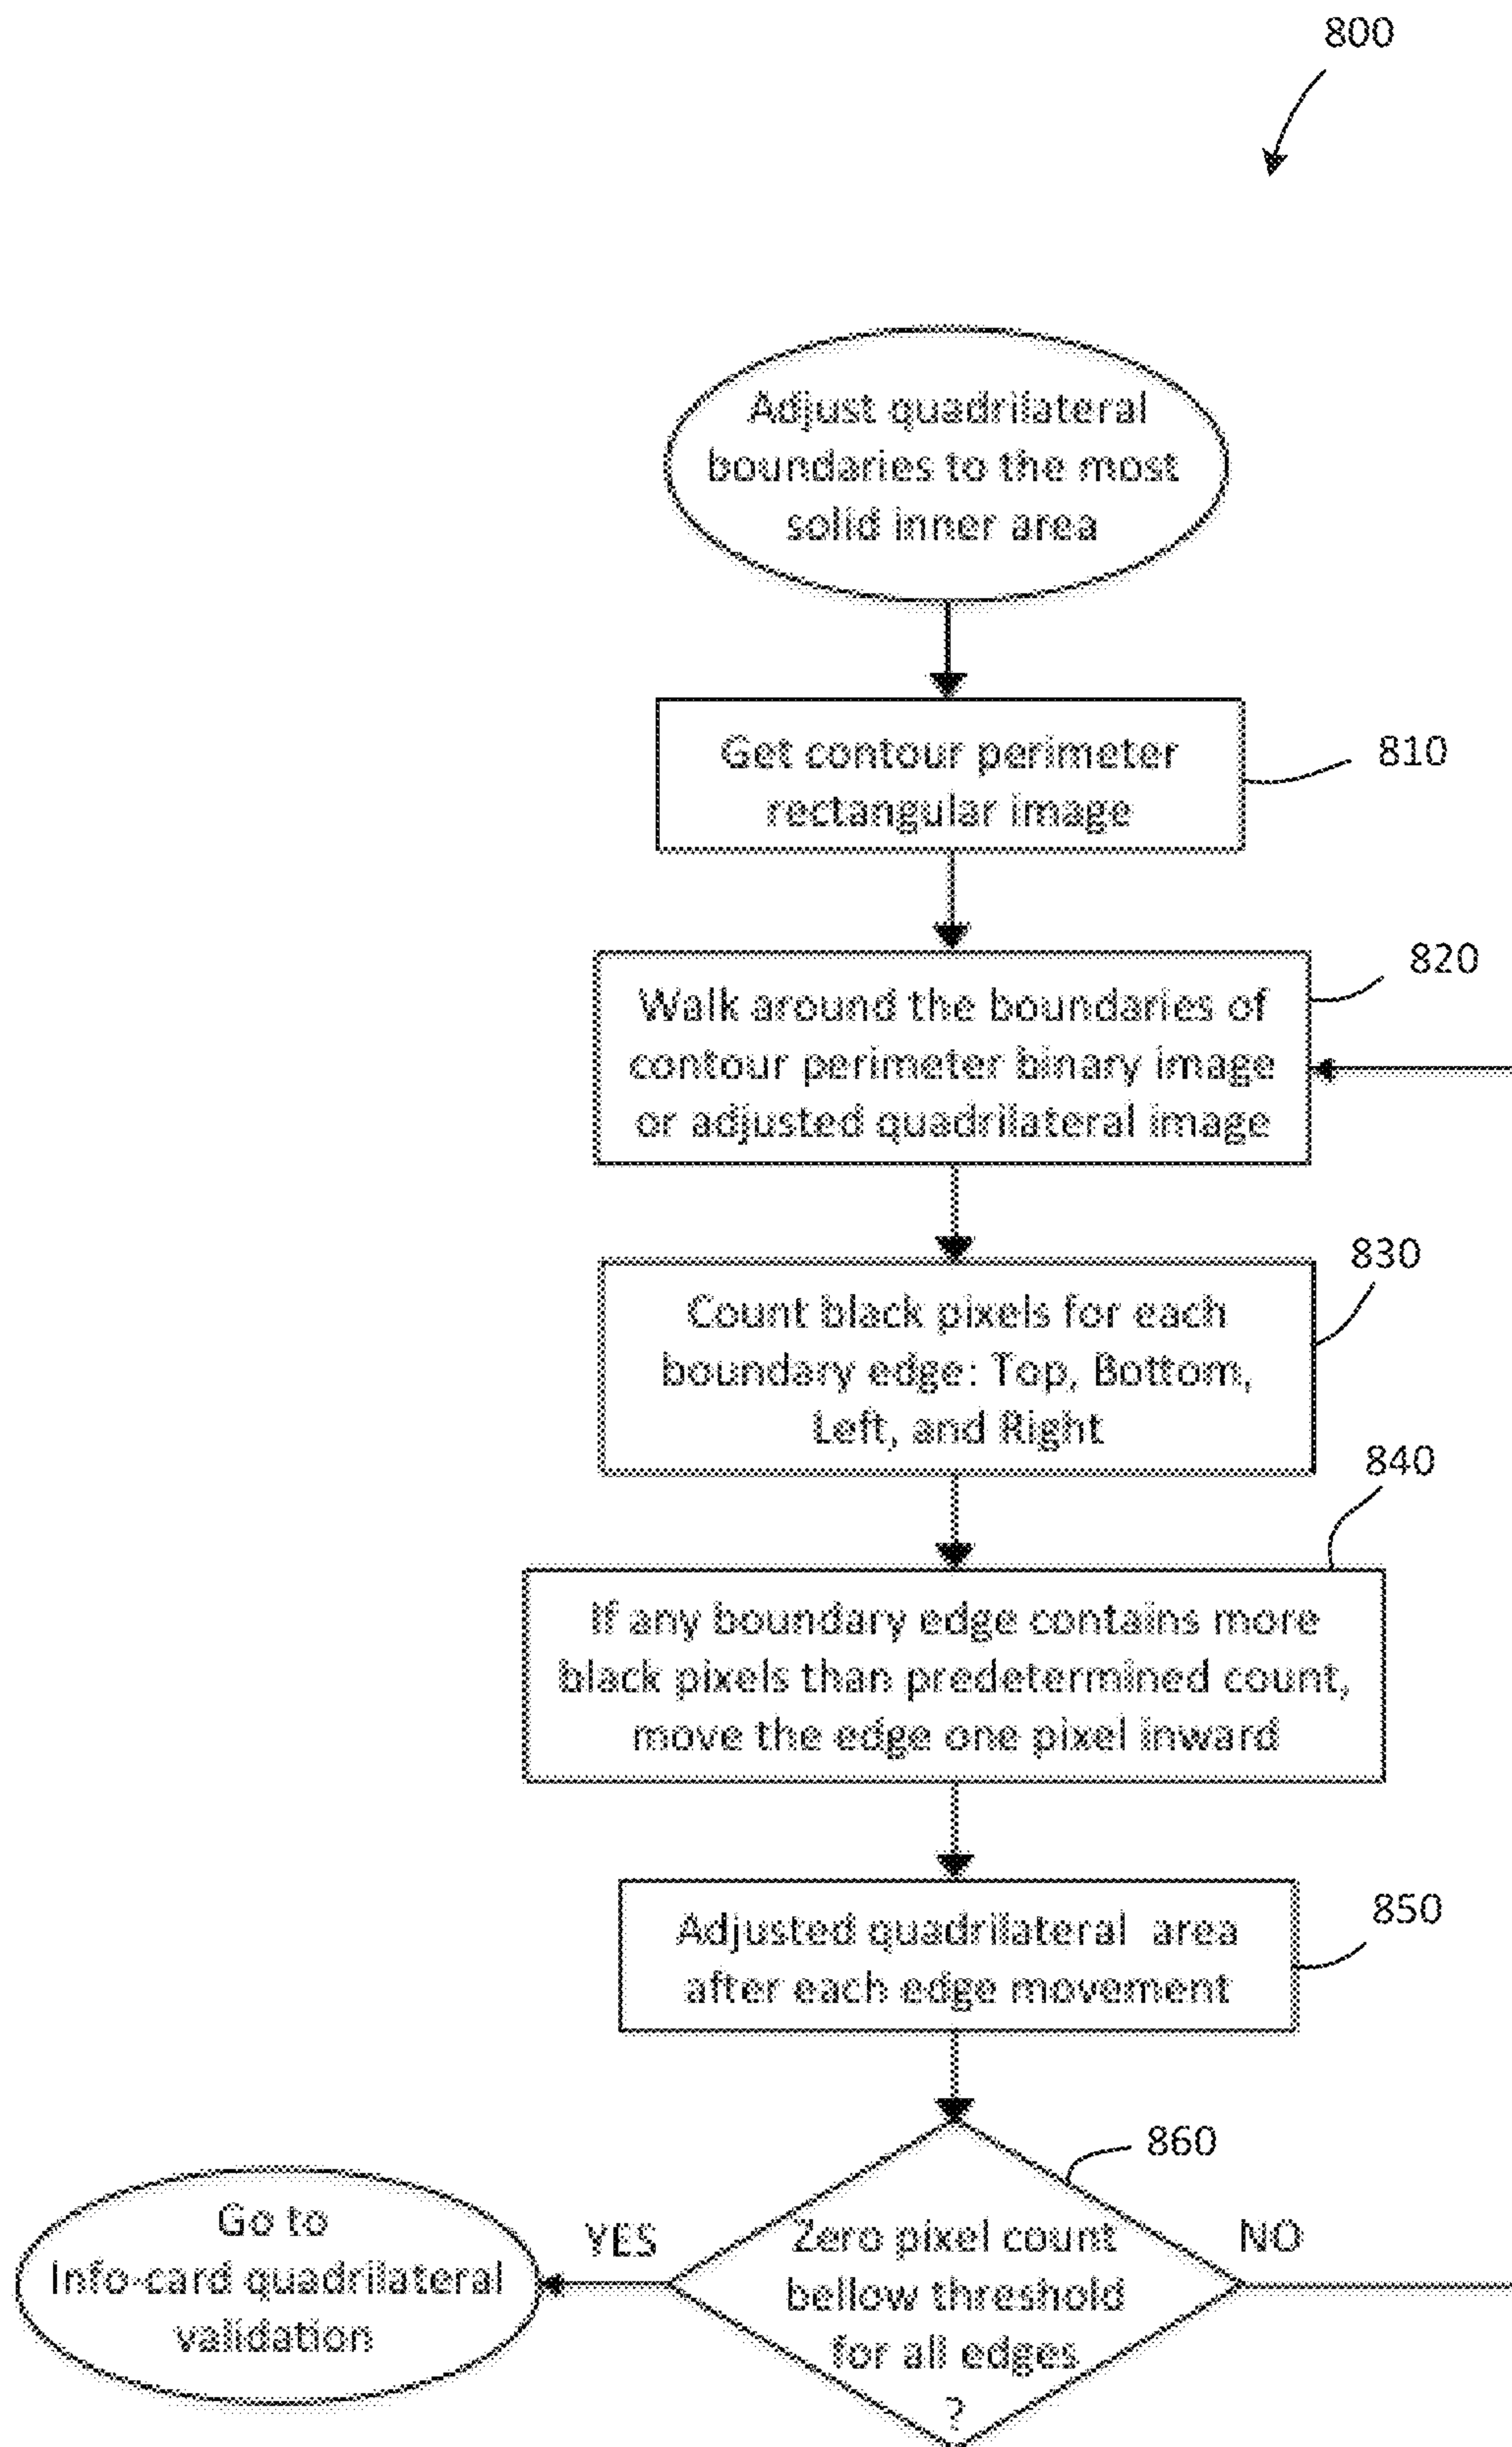 800
Adjust quadrilateral
boundaries to the most
solid inner area
Get contour perimeter
rectangular image
810
820
Walk around the boundaries of
contour perimeter binary image
or adjusted quadrilateral image
830
Count black pixels for each
boundary edge: Top, Bottom,
Left, and Right
840
If any boundary edge contains more
black pixels than predetermined count,
move the edge one pixel inward
850
Adjusted quadrilateral area
after each edge movement
860
Go to
Info-card quadrilateral
validation
YES
Zero pixel count
bellow threshold
for all edges
?
NO